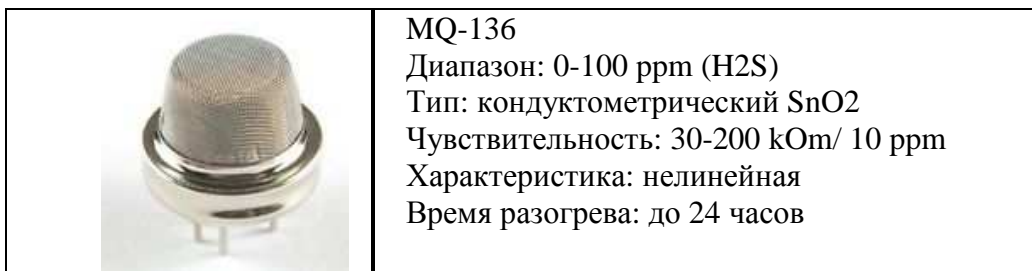 MQ-136
Диапазон: 0-100 ppm (H2S)
Тип: кондуктометрический SnO2
Чувствительность: 30-200 kOm/ 10 ppm
Характеристика: нелинейная
Время разогрева: до 24 часов